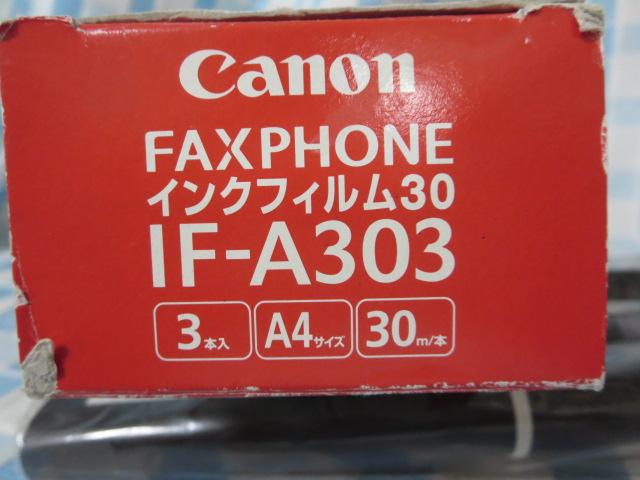 Canon
FAXPHONE
インクフィルム30
IF-A303
3本入 A4サイズ 30m/本